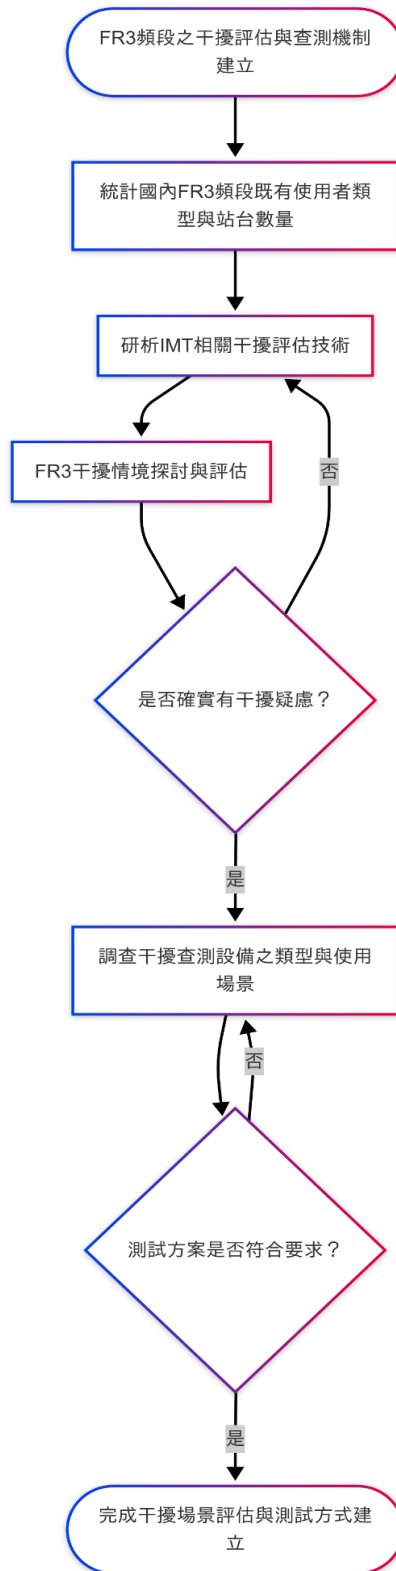 FR3頻段之干擾評估與查測機制
建立
統計國內FR3頻段既有使用者類
型與站台數量
研析IMT相關干擾評估技術
FR3干擾情境探討與評估
否
是否確實有干擾疑慮？
是
調查干擾查測設備之類型與使用
場景
否
測試方案是否符合要求？
是
完成干擾場景評估與測試方式建
立